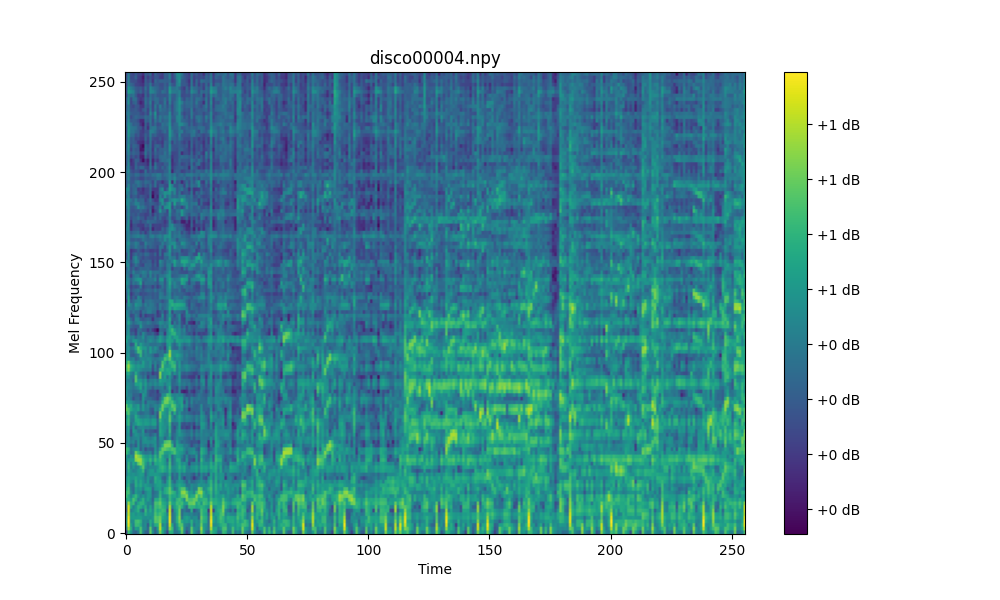 disco00004.npy
250
200
150
100
50
0
Mel Frequency
0
50
100
150
200
250
Time
+1 dB
+1 dB
+1 dB
+1 dB
+0 dB
+0 dB
+0 dB
+0 dB